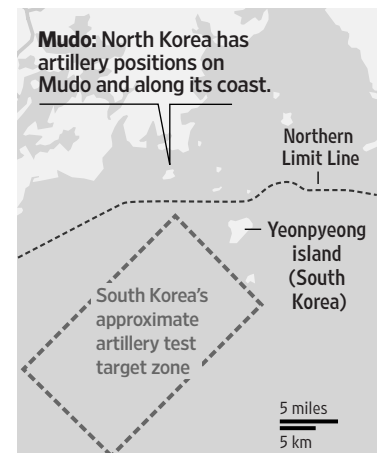 Mudo: North Korea has
artillery positions on
Mudo and along its coast.
Northern
Limit Line
Yeonpyeong
island
(South
Korea)
South Korea's
approximate
artillery test
target zone
5 miles
5 km